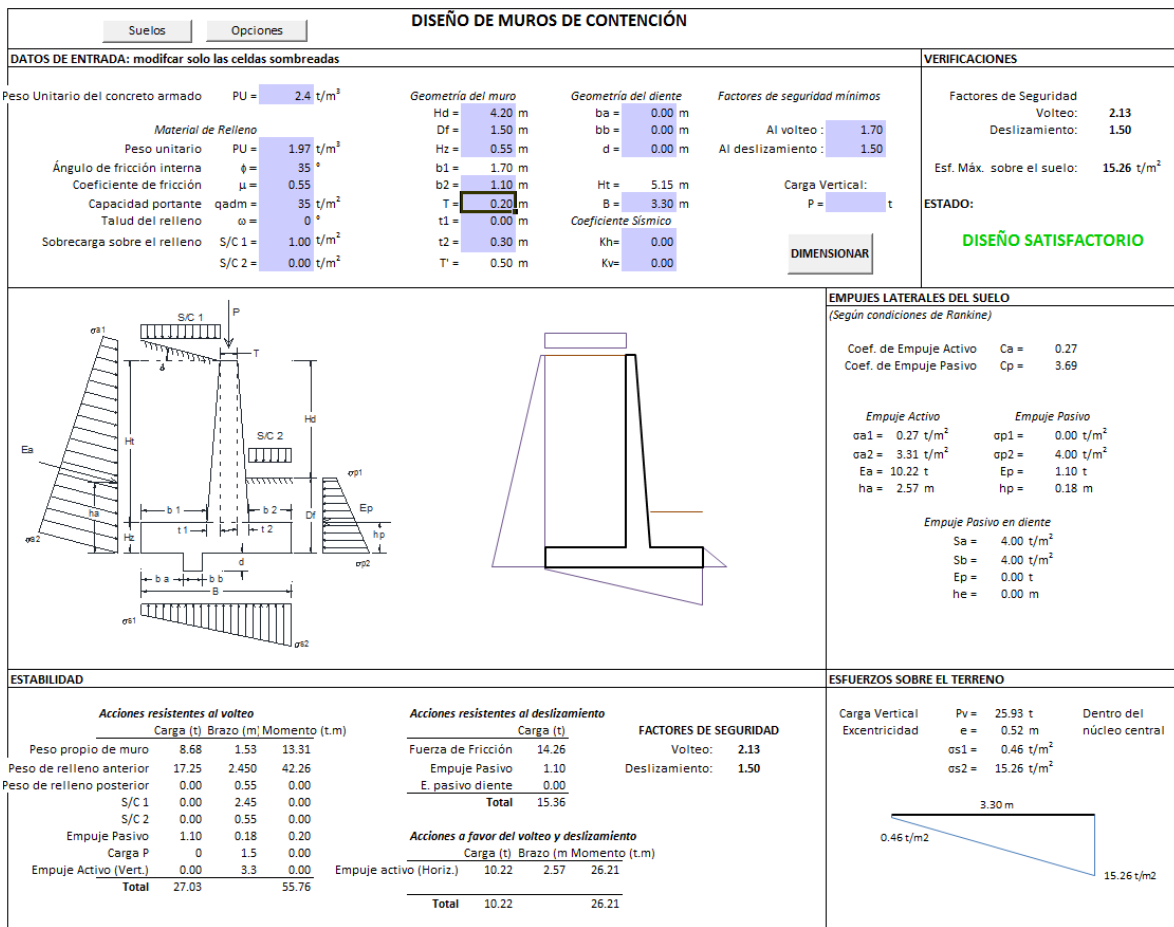 DISEÑO DE MUROS DE CONTENCIÓN
Suelos Opciones
DATOS DE ENTRADA: modifcar solo las celdas sombreadas VERIFICACIONES
Peso Unitario del concreto armado PU = 2.4 t/m³ Geometría del muro Geometría del diente Factores de seguridad mínimos Factores de Seguridad
Hd = 4.20 m ba = 0.00 m Volteo: 2.13
Material de Relleno Df = 1.50 m bb = 0.00 m Al volteo : 1.70 Deslizamiento: 1.50
Peso unitario PU = 1.97 t/m³ Hz = 0.55 m d = 0.00 m Al deslizamiento : 1.50
Ángulo de fricción interna ϕ = 35 ° b1 = 1.70 m Esf. Máx. sobre el suelo: 15.26 t/m²
Coeficiente de fricción μ = 0.55 b2 = 1.10 m Ht = 5.15 m Carga Vertical:
Capacidad portante qadm = 35 t/m² T = 0.20 m B = 3.30 m P = t ESTADO:
Talud del relleno ω = 0 ° t1 = 0.00 m Coeficiente Sísmico
Sobrecarga sobre el relleno S/C 1 = 1.00 t/m² t2 = 0.30 m Kh= 0.00 DIMENSIONAR DISEÑO SATISFACTORIO
S/C 2 = 0.00 t/m² T' = 0.50 m Kv= 0.00
EMPUJES LATERALES DEL SUELO
(Según condiciones de Rankine)
Coef. de Empuje Activo Ca = 0.27
Coef. de Empuje Pasivo Cp = 3.69
Empuje Activo Empuje Pasivo
σa1 = 0.27 t/m² σp1 = 0.00 t/m²
σa2 = 3.31 t/m² σp2 = 4.00 t/m²
Ea = 10.22 t Ep = 1.10 t
ha = 2.57 m hp = 0.18 m
Empuje Pasivo en diente
Sa = 4.00 t/m²
Sb = 4.00 t/m²
Ep = 0.00 t
he = 0.00 m
S/C 1 P
σa1
T
Hd
Ht S/C 2
Ea
σp1
b 1 b 2 Df Ep
ha t 1 t 2
Hz hp
σa2 d σp2
b a b b
B
σs1
σs2
ESTABILIDAD
Acciones resistentes al volteo
Carga (t) Brazo (m Momento (t.m)
Peso propio de muro 8.68 1.53 13.31
Peso de relleno anterior 17.25 2.450 42.26
Peso de relleno posterior 0.00 0.55 0.00
S/C 1 0.00 2.45 0.00
S/C 2 0.00 0.55 0.00
Empuje Pasivo 1.10 0.18 0.20
Carga P 0 1.5 0.00
Empuje Activo (Vert.) 0.00 3.3 0.00
Total 27.03 55.76
Acciones resistentes al deslizamiento
Carga (t)
Fuerza de Fricción 14.26
Empuje Pasivo 1.10
E. pasivo diente 0.00
Total 15.36
FACTORES DE SEGURIDAD
Volteo: 2.13
Deslizamiento: 1.50
Acciones a favor del volteo y deslizamiento
Carga (t) Brazo (m Momento (t.m)
Empuje activo (Horiz.) 10.22 2.57 26.21
Total 10.22 26.21
ESFUERZOS SOBRE EL TERRENO
Carga Vertical Pv = 25.93 t Dentro del
Excentricidad e = 0.52 m núcleo central
σs1 = 0.46 t/m²
σs2 = 15.26 t/m²
3.30 m
0.46 t/m2
15.26 t/m2